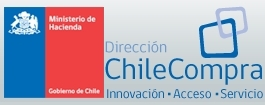 Ministerio de
Hacienda
Gobierno de Chile
Dirección
ChileCompra
Innovación • Acceso • Servicio